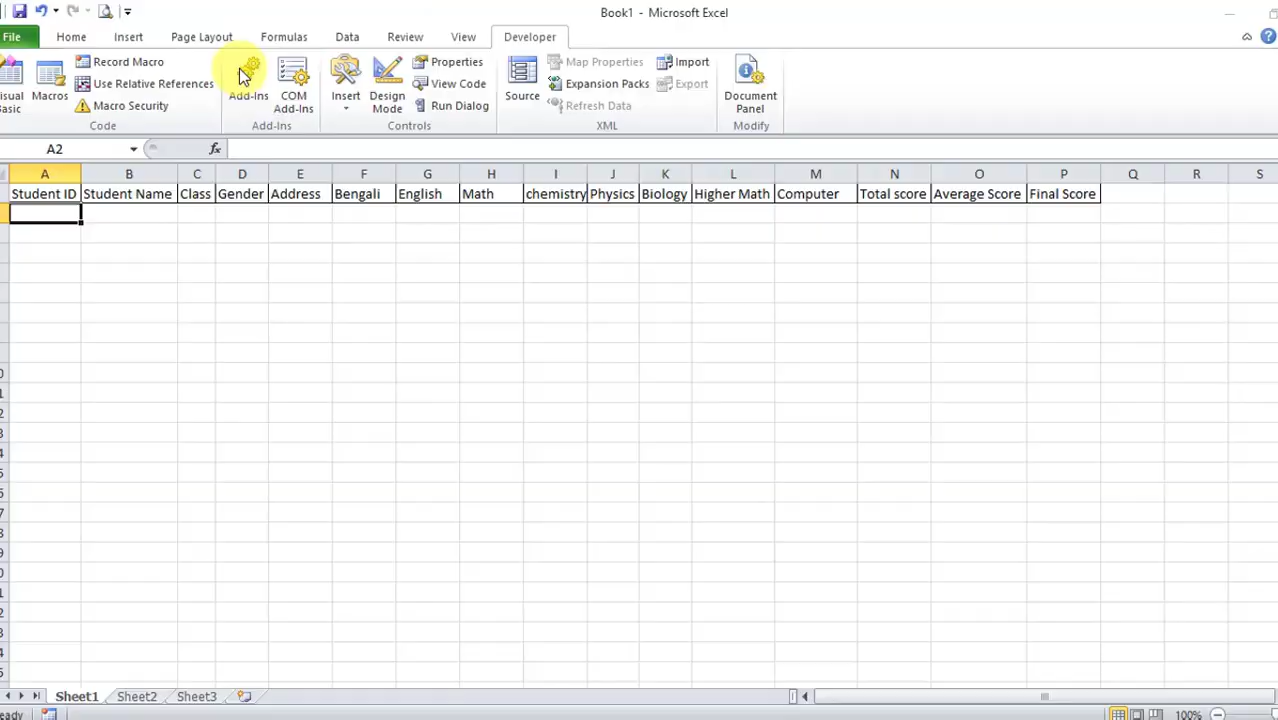 Book1 - Microsoft Excel
File Home Insert Page Layout Formulas Data Review View Developer
Record Macro
Use Relative References
Macro Security
Macros
Basic
Code
Add-Ins
COM
Add-Ins
Add-Ins
Insert
Design
Mode
Properties
View Code
Run Dialog
Controls
Source
Map Properties
Expansion Packs
Refresh Data
Import
Export
XML
Document
Panel
Modify
A2 fx
A B C D E F G H I J K L M N O P Q R S
Student ID Student Name Class Gender Address Bengali English Math chemistry Physics Biology Higher Math Computer Total score Average Score Final Score
Sheet1 Sheet2 Sheet3
100%